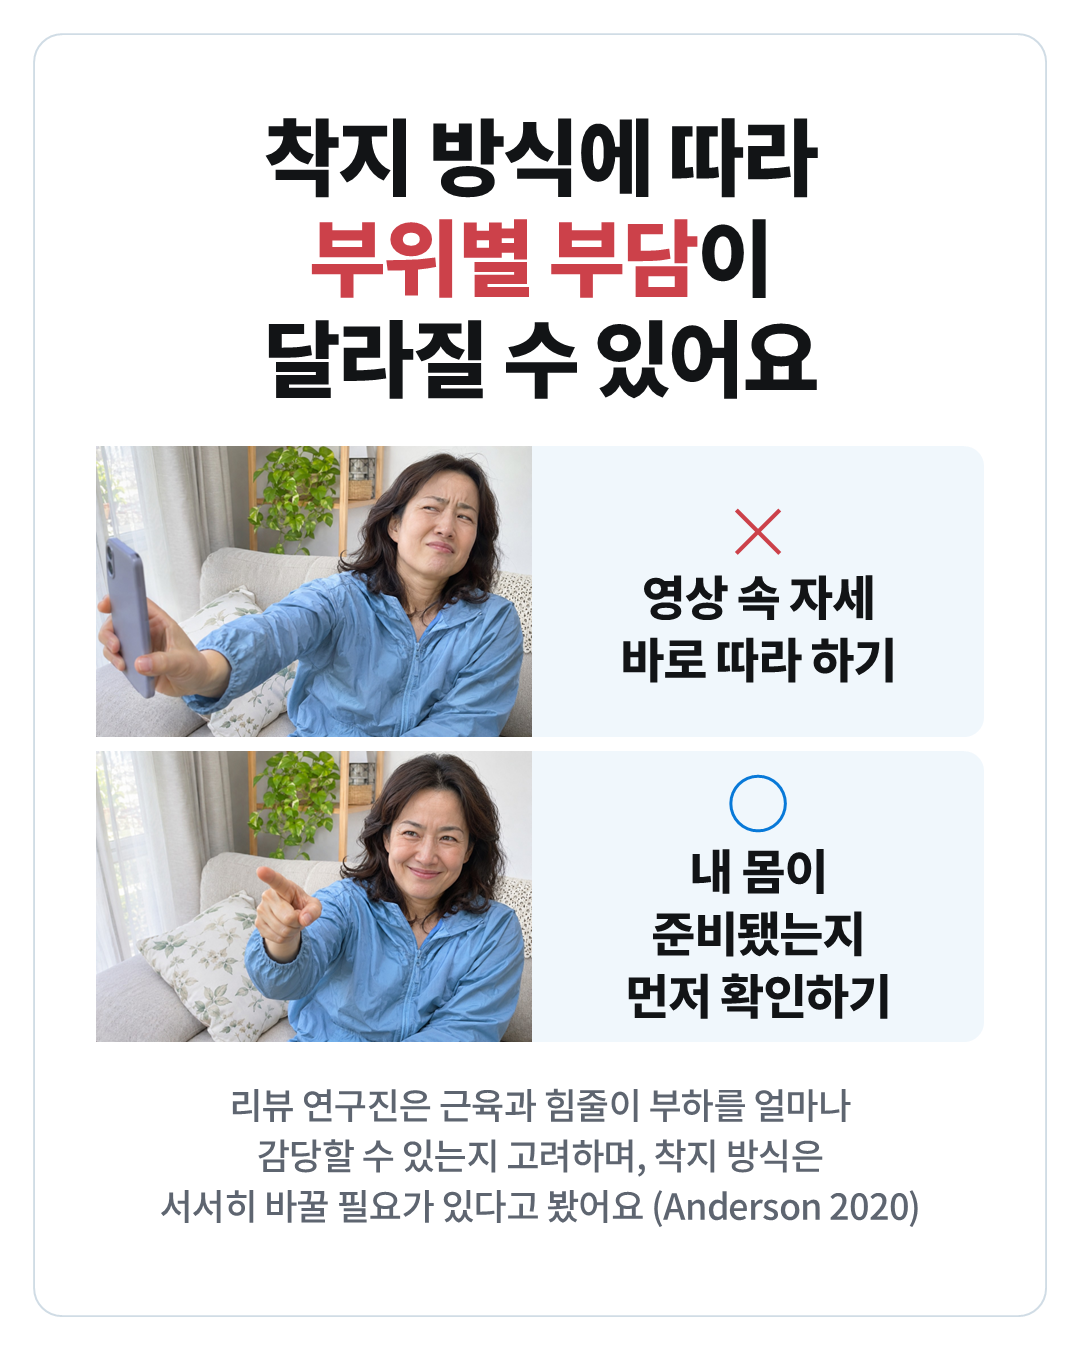 착지 방식에 따라
부위별 부담이
달라질 수 있어요
영상 속 자세
바로 따라 하기
내 몸이
준비됐는지
먼저 확인하기
리뷰 연구진은 근육과 힘줄이 부하를 얼마나
감당할 수 있는지 고려하며, 착지 방식은
서서히 바꿀 필요가 있다고 봤어요 (Anderson 2020)